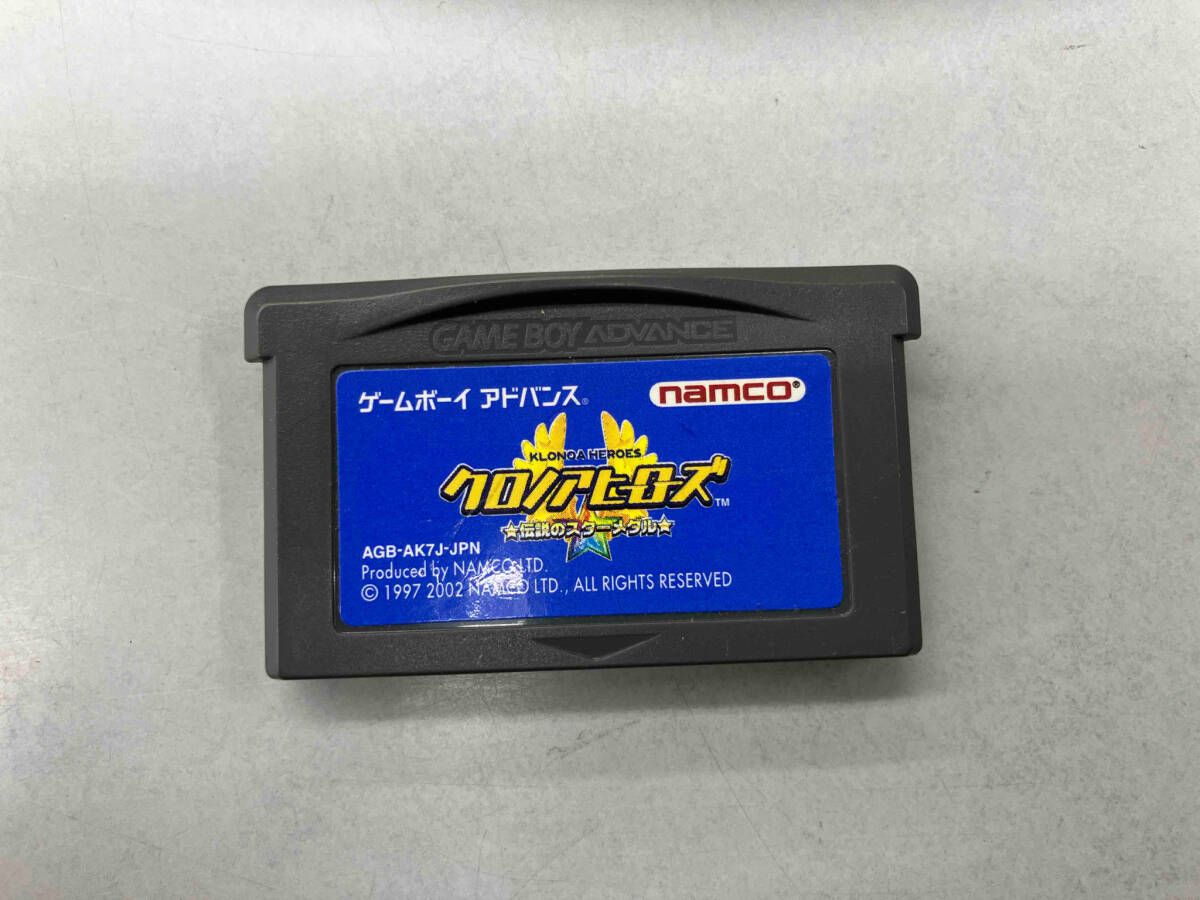 GAME BOY ADVANCE
ゲームボーイ アドバンス®
namco®
KLONOA HEROES
クロノアヒーローズ™
★伝説のスターメダル★
AGB-AK7J-JPN
Produced by NAMCO LTD.
© 1997 2002 NAMCO LTD., ALL RIGHTS RESERVED